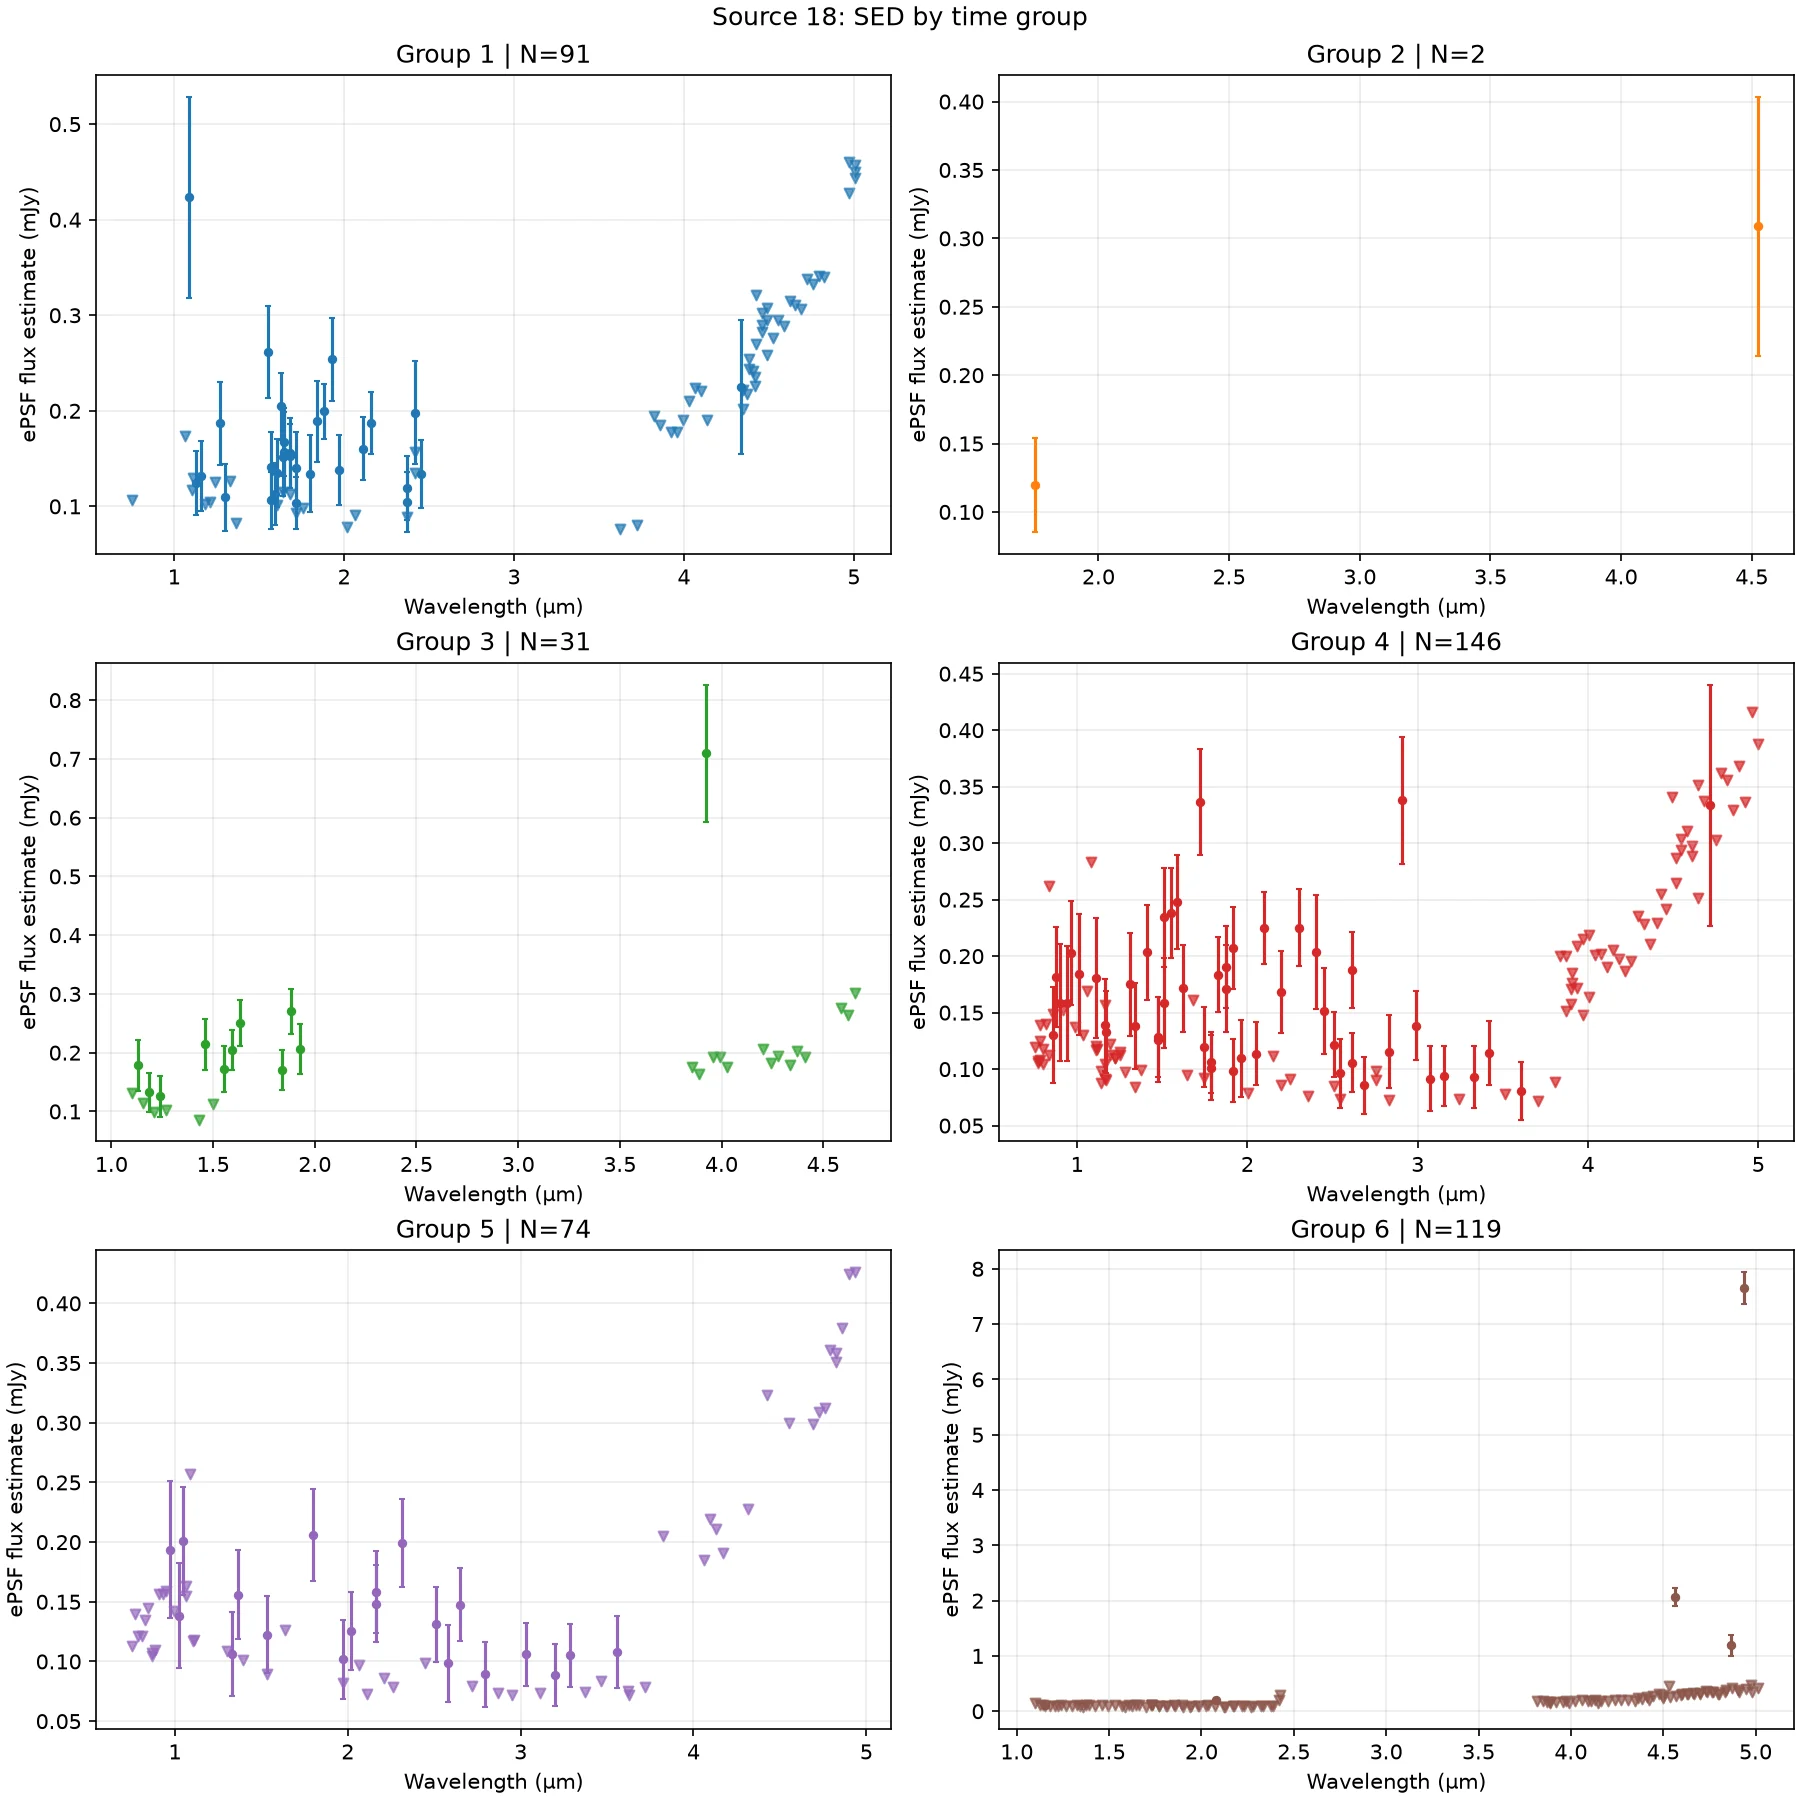 Source 18: SED by time group
Group 1 | N=91
ePSF flux estimate (mJy)
0.5
0.4
0.3
0.2
0.1
1 2 3 4 5
Wavelength (μm)
Group 2 | N=2
ePSF flux estimate (mJy)
0.40
0.35
0.30
0.25
0.20
0.15
0.10
2.0 2.5 3.0 3.5 4.0 4.5
Wavelength (μm)
Group 3 | N=31
ePSF flux estimate (mJy)
0.8
0.7
0.6
0.5
0.4
0.3
0.2
0.1
1.0 1.5 2.0 2.5 3.0 3.5 4.0 4.5
Wavelength (μm)
Group 4 | N=146
ePSF flux estimate (mJy)
0.45
0.40
0.35
0.30
0.25
0.20
0.15
0.10
0.05
1 2 3 4 5
Wavelength (μm)
Group 5 | N=74
ePSF flux estimate (mJy)
0.40
0.35
0.30
0.25
0.20
0.15
0.10
0.05
1 2 3 4 5
Wavelength (μm)
Group 6 | N=119
ePSF flux estimate (mJy)
8
7
6
5
4
3
2
1
0
1.0 1.5 2.0 2.5 3.0 3.5 4.0 4.5 5.0
Wavelength (μm)